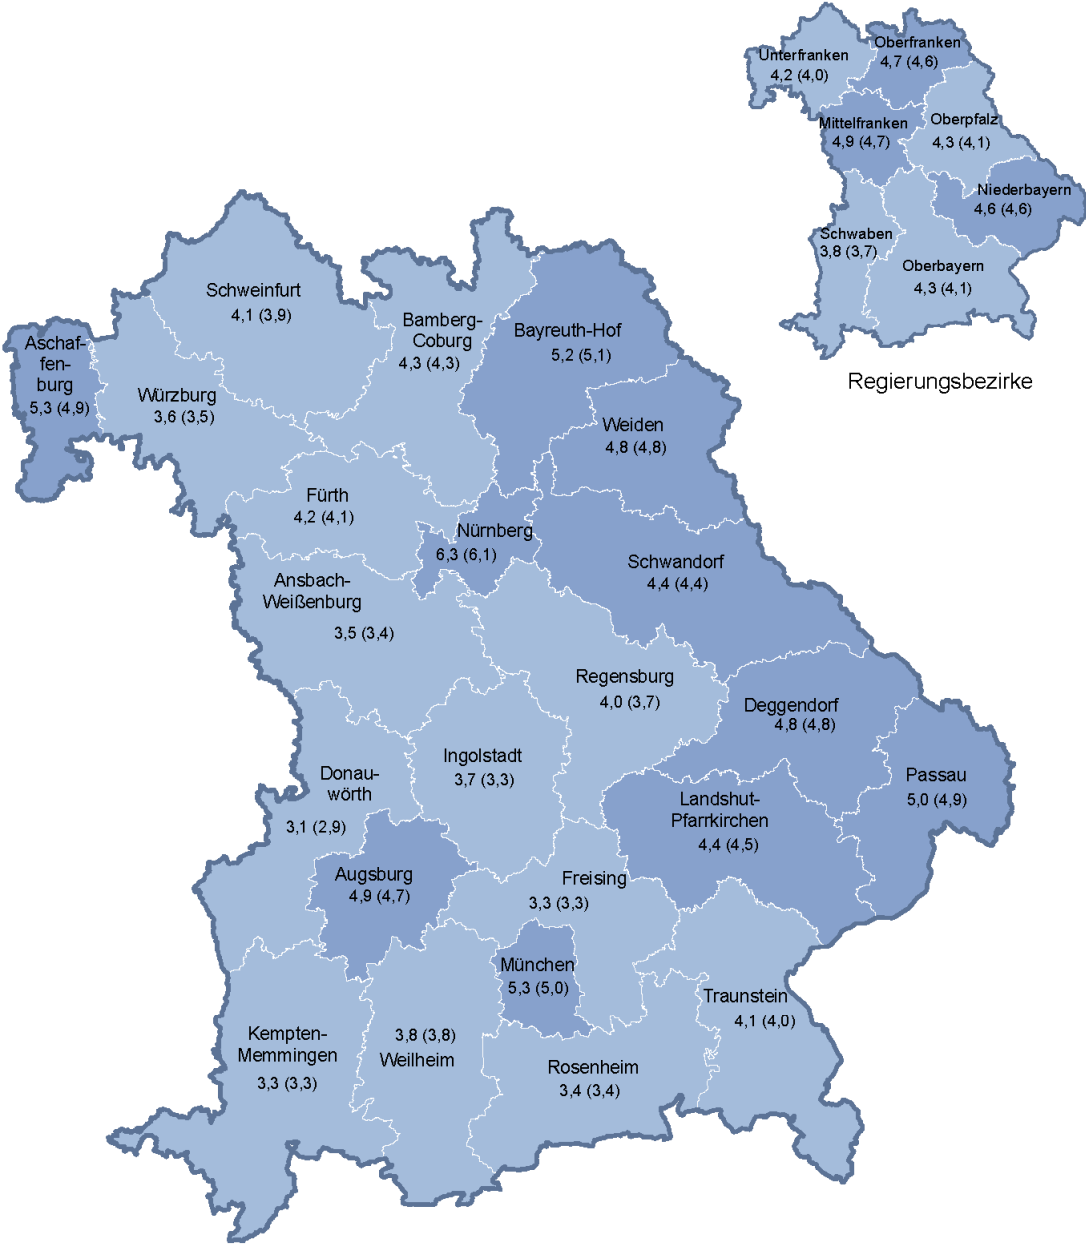 Unterfranken
4,2 (4,0)
Oberfranken
4,7 (4,6)
Mittelfranken
4,9 (4,7)
Oberpfalz
4,3 (4,1)
Niederbayern
4,6 (4,6)
Schwaben
3,8 (3,7)
Oberbayern
4,3 (4,1)
Regierungsbezirke
Schweinfurt
4,1 (3,9)
Bamberg-
Coburg
4,3 (4,3)
Bayreuth-Hof
5,2 (5,1)
Aschaf-
fen-
burg
5,3 (4,9)
Würzburg
3,6 (3,5)
Weiden
4,8 (4,8)
Fürth
4,2 (4,1)
Nürnberg
6,3 (6,1)
Schwandorf
4,4 (4,4)
Ansbach-
Weißenburg
3,5 (3,4)
Regensburg
4,0 (3,7)
Deggendorf
4,8 (4,8)
Ingolstadt
3,7 (3,3)
Donau-
wörth
3,1 (2,9)
Landshut-
Pfarrkirchen
4,4 (4,5)
Passau
5,0 (4,9)
Augsburg
4,9 (4,7)
Freising
3,3 (3,3)
München
5,3 (5,0)
Traunstein
4,1 (4,0)
Kempten-
Memmingen
3,3 (3,3)
3,8 (3,8)
Weilheim
Rosenheim
3,4 (3,4)